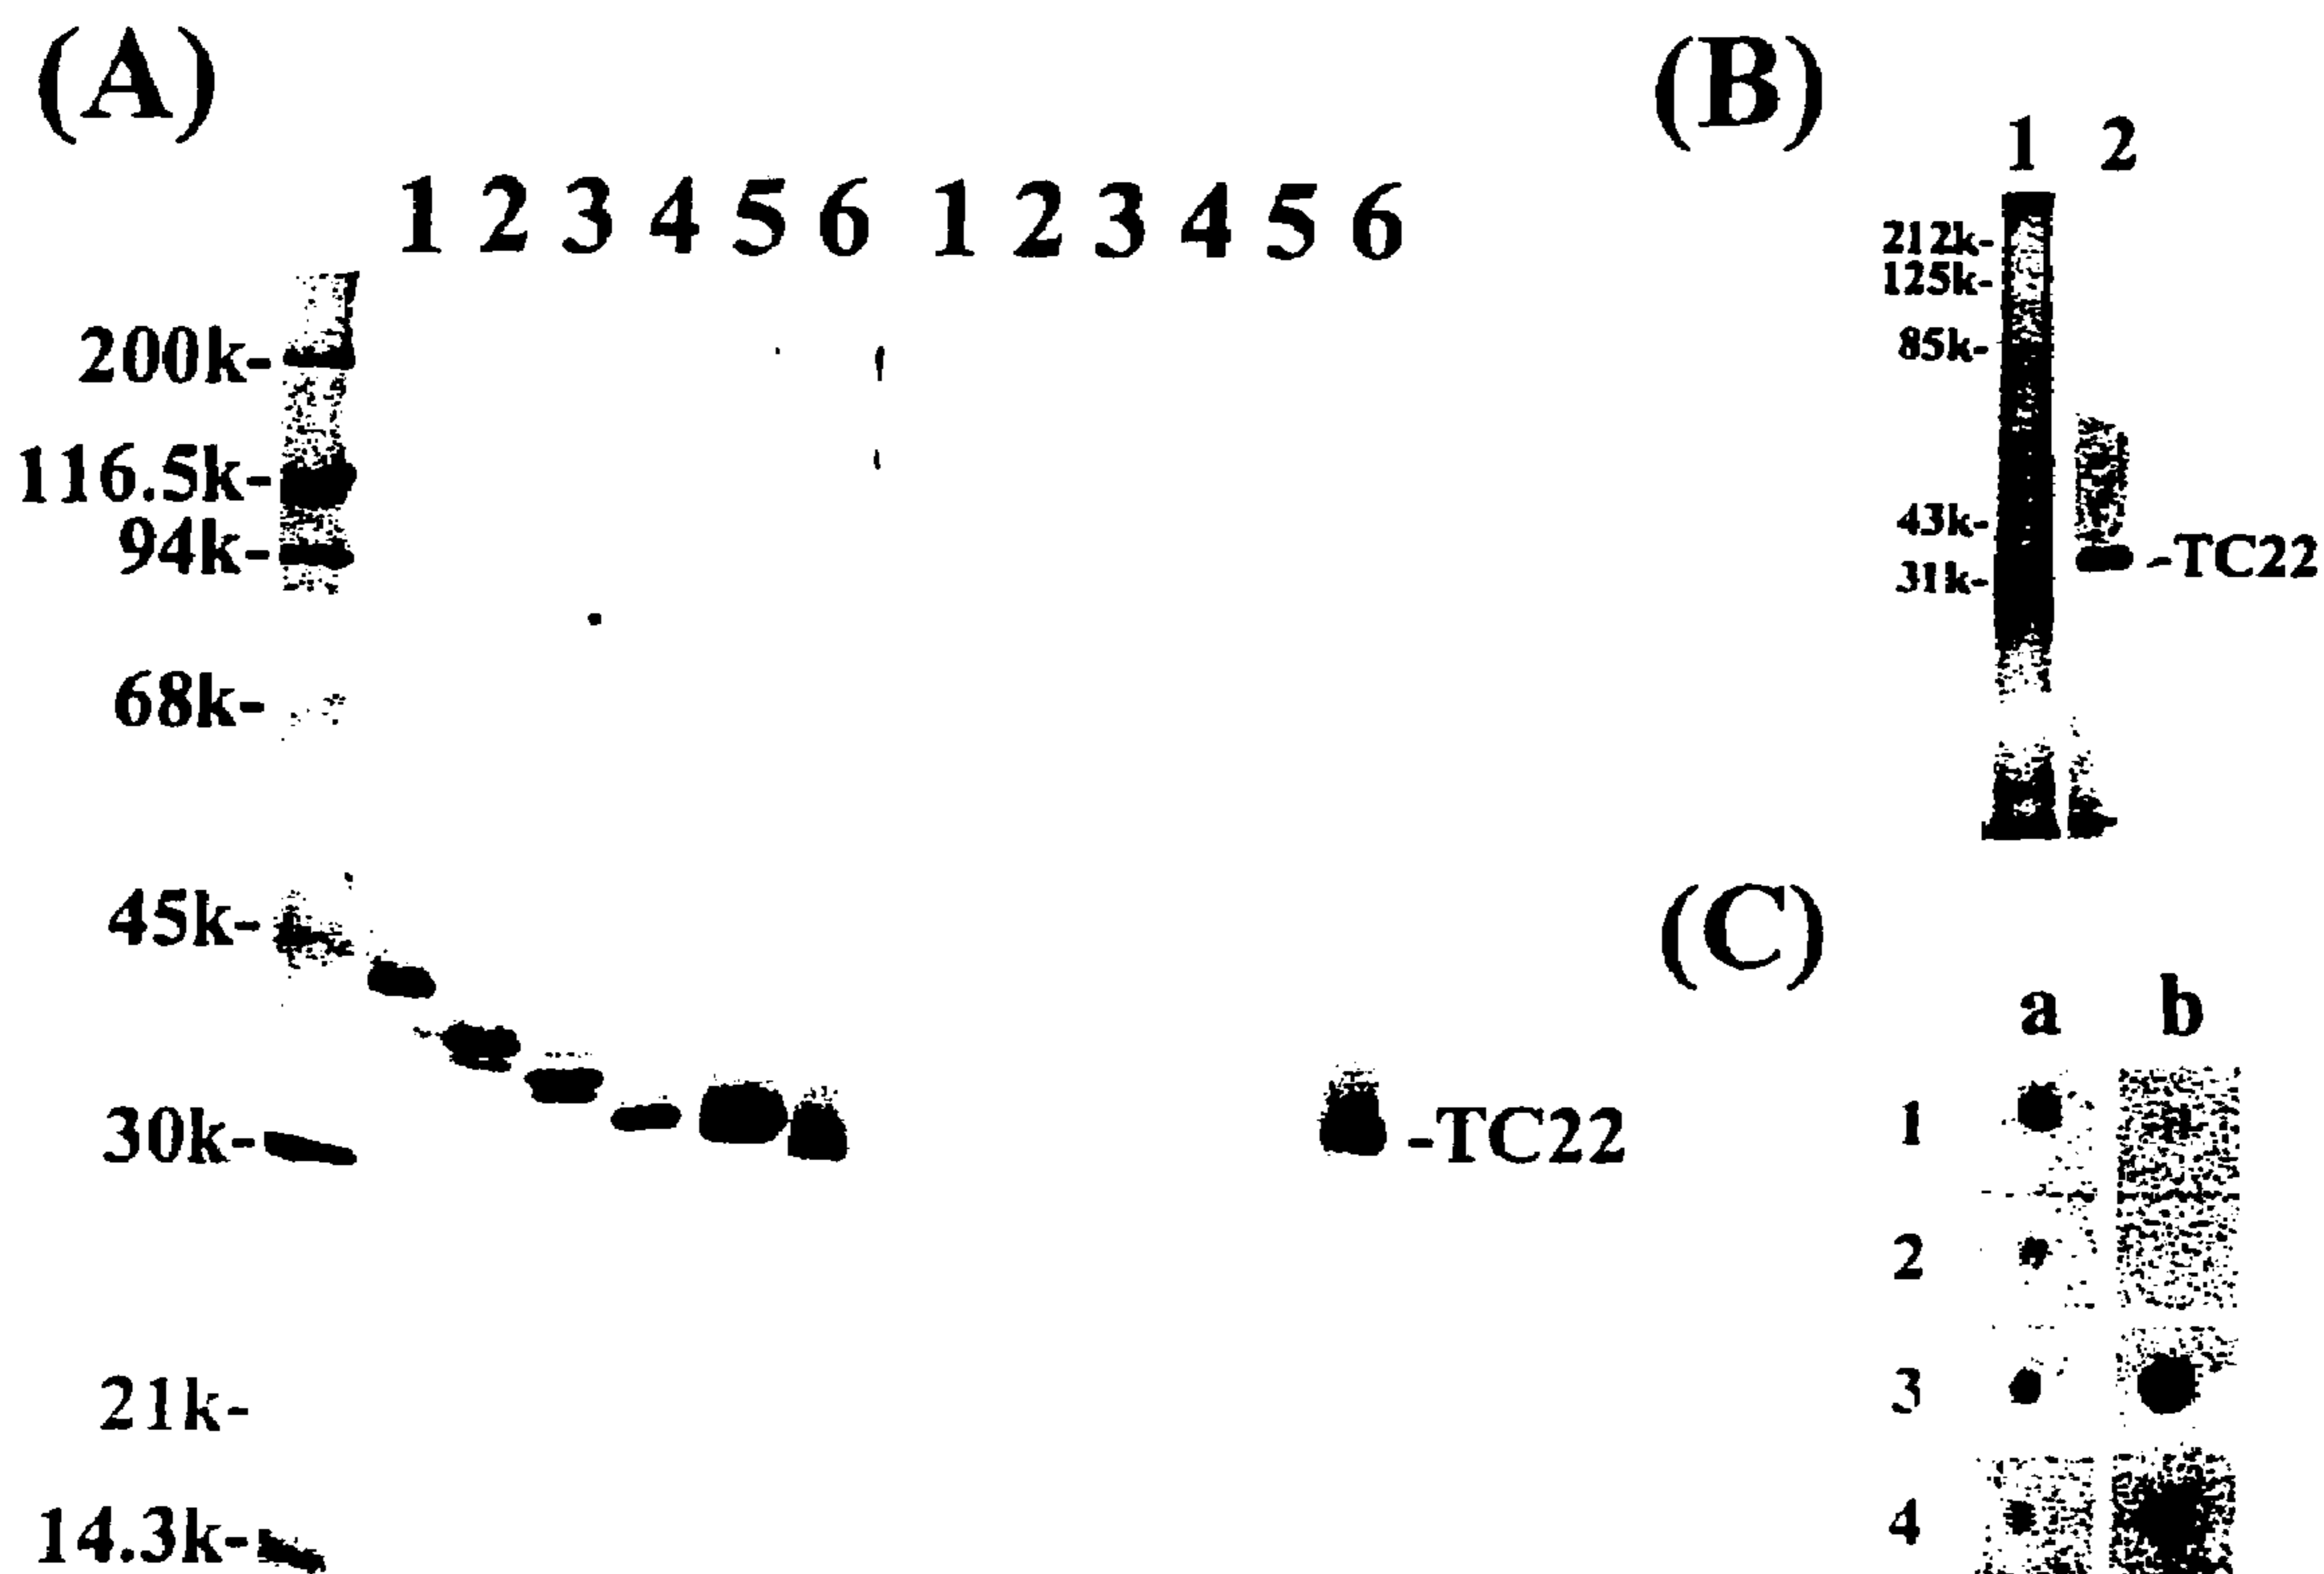 (A)
1 2 3 4 5 6 1 2 3 4 5 6
200k-
116.5k-
94k-
68k-
45k-
30k-
-TC22
21k-
14.3k-
(B)
1 2
212k-
125k-
85k-
43k-
-TC22
31k-
(C)
a b
1
2
3
4